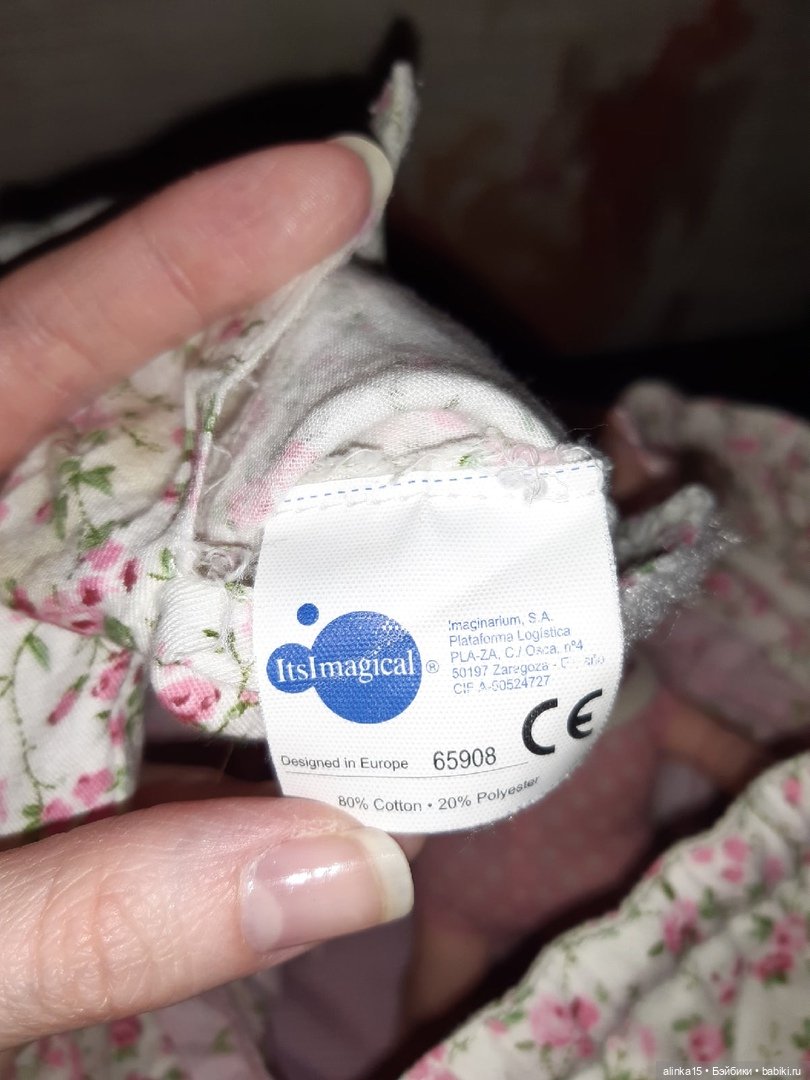 ItsImagical®
Imaginarium, S.A.
Plataforma Logística
PLA-ZA, C./ Osca, nº4
50197 Zaragoza -
CIF A-50524727
CE
Designed in Europe 65908
80% Cotton • 20% Polyester
alinka15 • Бэйбики • babiki.ru